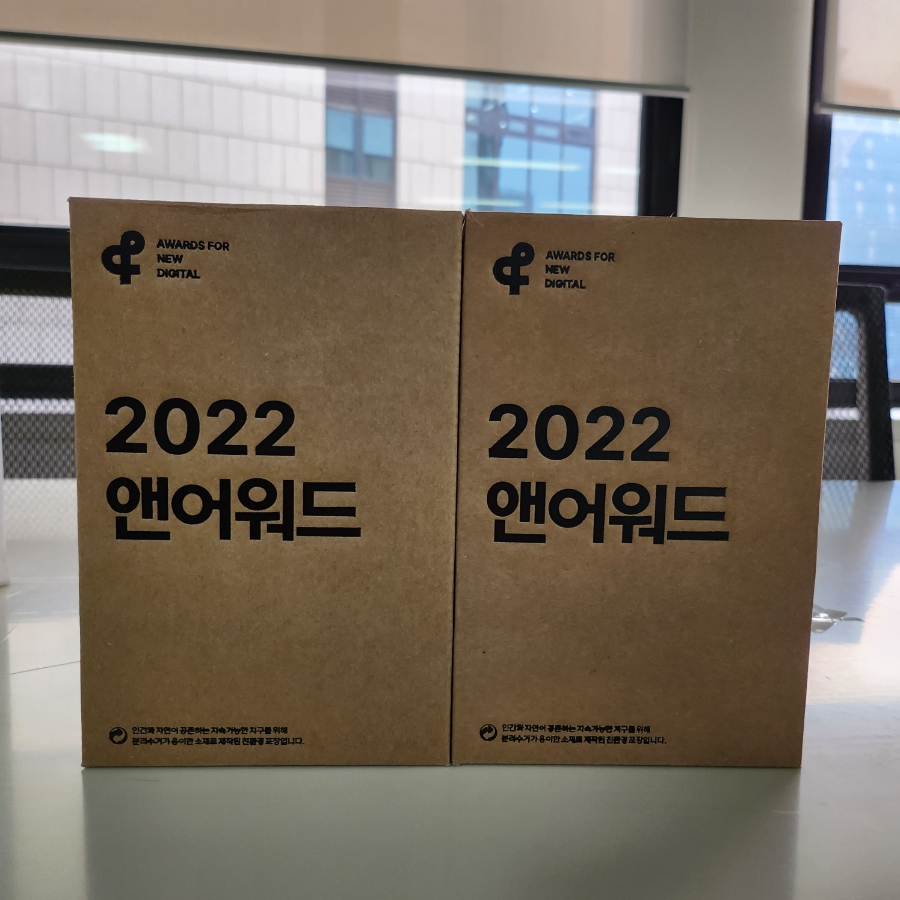 AWARDS FOR
NEW
DIGITAL
2022
앤어워드
인간과 자연이 공존하는 지속가능한 지구를 위해
분리수거가 용이한 소재로 제작된 친환경 포장입니다.
AWARDS FOR
NEW
DIGITAL
2022
앤어워드
인간과 자연이 공존하는 지속가능한 지구를 위해
분리수거가 용이한 소재로 제작된 친환경 포장입니다.